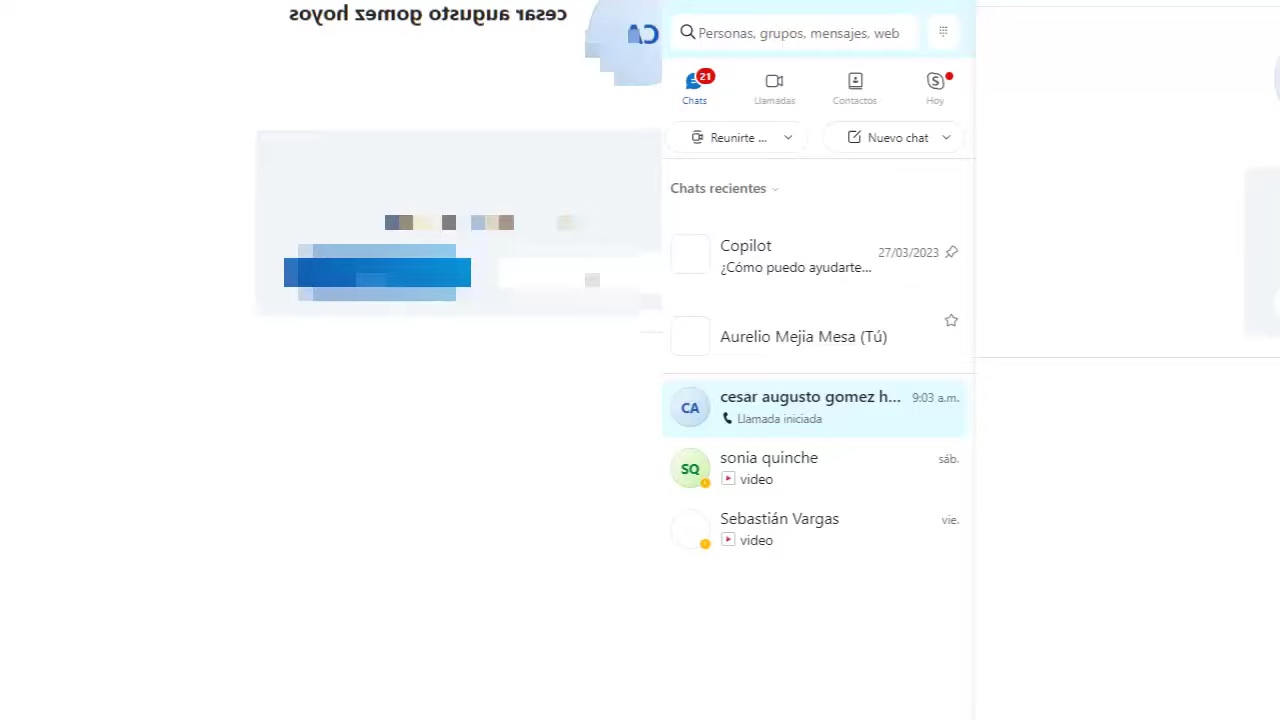 cesar augusto gomez hoyos
CA
Personas, grupos, mensajes, web
21
Chats
Llamadas
Contactos
Hoy
Reunirte ...
Nuevo chat
Chats recientes
Copilot
27/03/2023
¿Cómo puedo ayudarte...
Aurelio Mejia Mesa (Tú)
CA
cesar augusto gomez h...
9:03 a.m.
Llamada iniciada
SQ
sonia quinche
sáb.
video
Sebastián Vargas
vie.
video